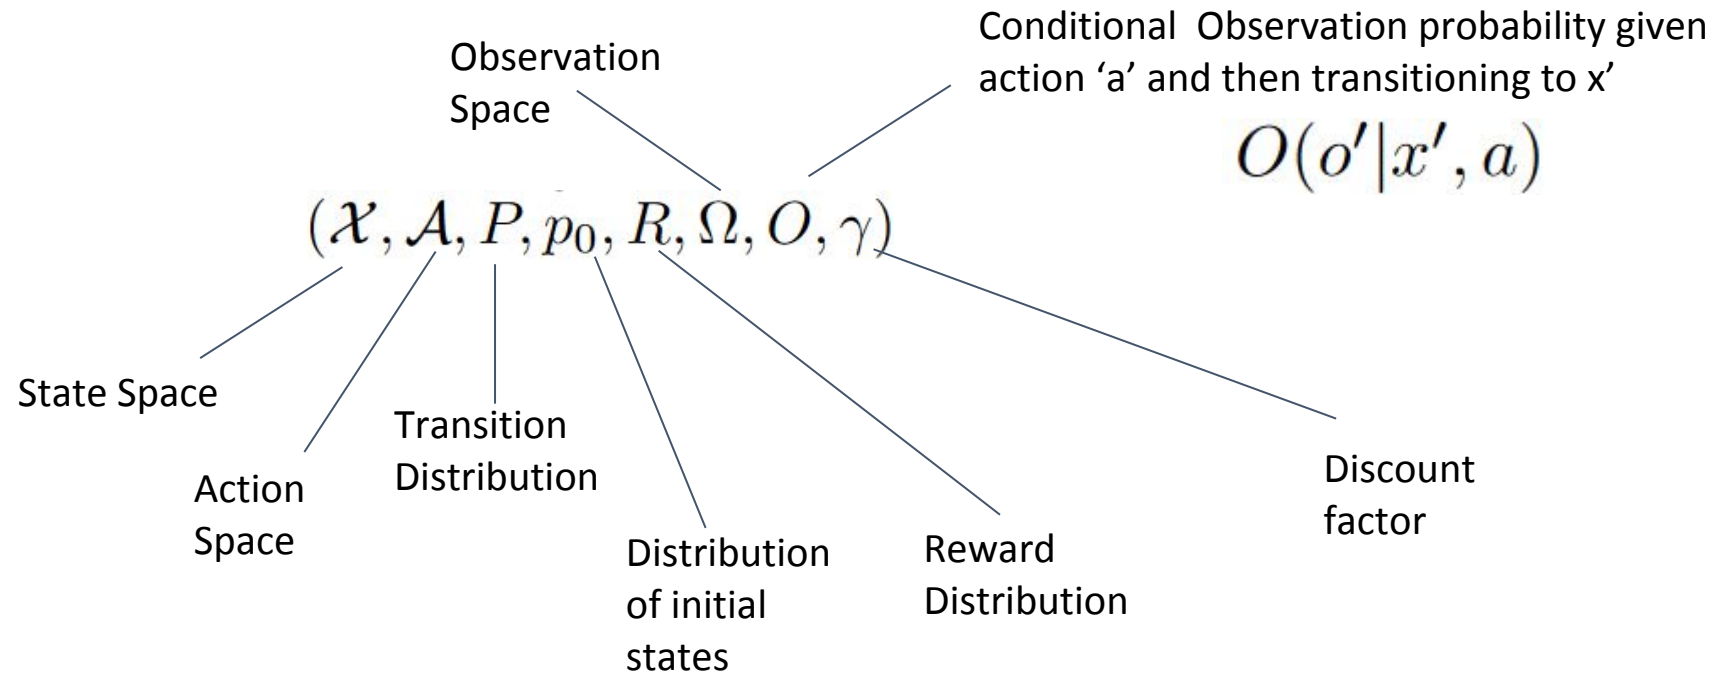 Conditional  Observation probability given
action ‘a’ and then transitioning to x’
Observation
Space
O(o′|x′, a)
(𝒳, 𝒜, P, p₀, R, Ω, O, γ)
State Space
Transition
Distribution
Action
Space
Discount
factor
Distribution
of initial
states
Reward
Distribution